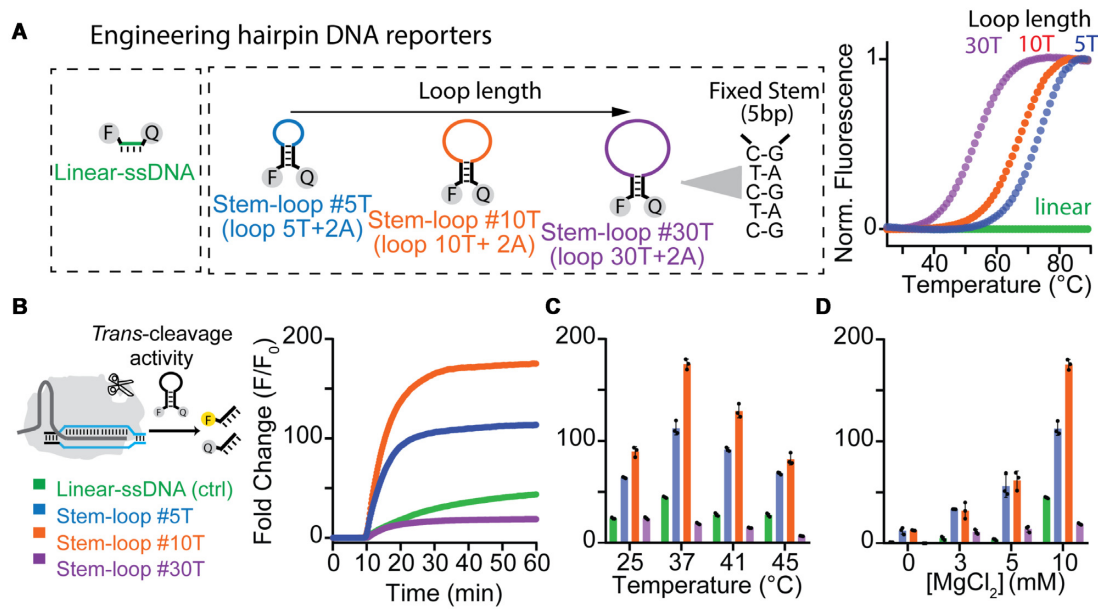 A
Engineering hairpin DNA reporters
F Q
Linear-ssDNA
Loop length
F Q
Stem-loop #5T
(loop 5T+2A)
F Q
Stem-loop #10T
(loop 10T+ 2A)
F Q
Stem-loop #30T
(loop 30T+2A)
Fixed Stem
(5bp)
C-G
T-A
C-G
T-A
C-G
Loop length
30T 10T 5T
Norm. Fluorescence
1
0
linear
40 60 80
Temperature (°C)
B
Trans-cleavage
activity
F Q
F
Q
Linear-ssDNA (ctrl)
Stem-loop #5T
Stem-loop #10T
Stem-loop #30T
Fold Change (F/F0)
200
100
0
0 10 20 30 40 50 60
Time (min)
C
200
100
0
25 37 41 45
Temperature (°C)
D
200
100
0
0 3 5 10
[MgCl2] (mM)